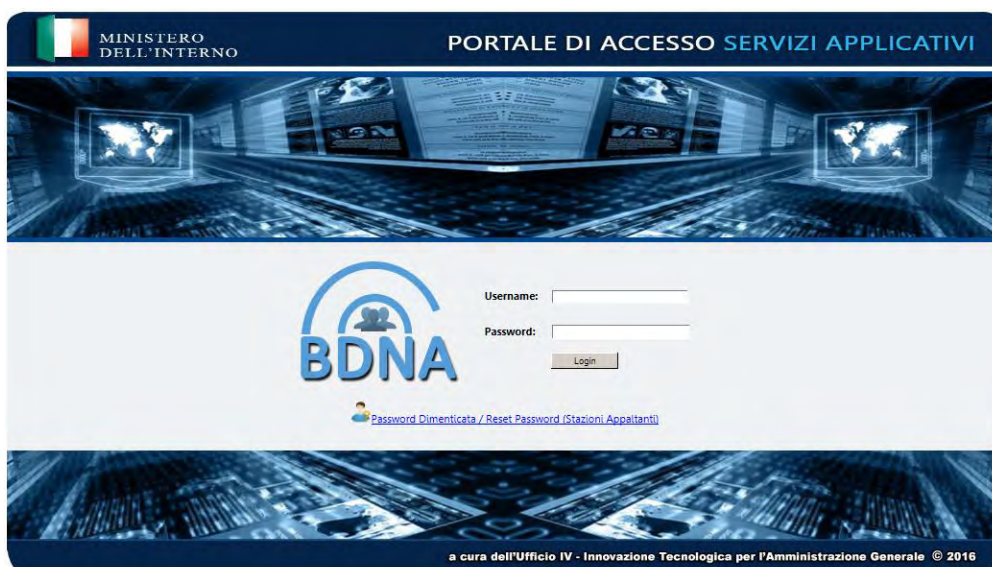 MINISTERO
DELL'INTERNO
PORTALE DI ACCESSO SERVIZI APPLICATIVI
Username:
Password:
Login
BDNA
Password Dimenticata / Reset Password (Stazioni Appaltanti)
a cura dell'Ufficio IV - Innovazione Tecnologica per l'Amministrazione Generale © 2016